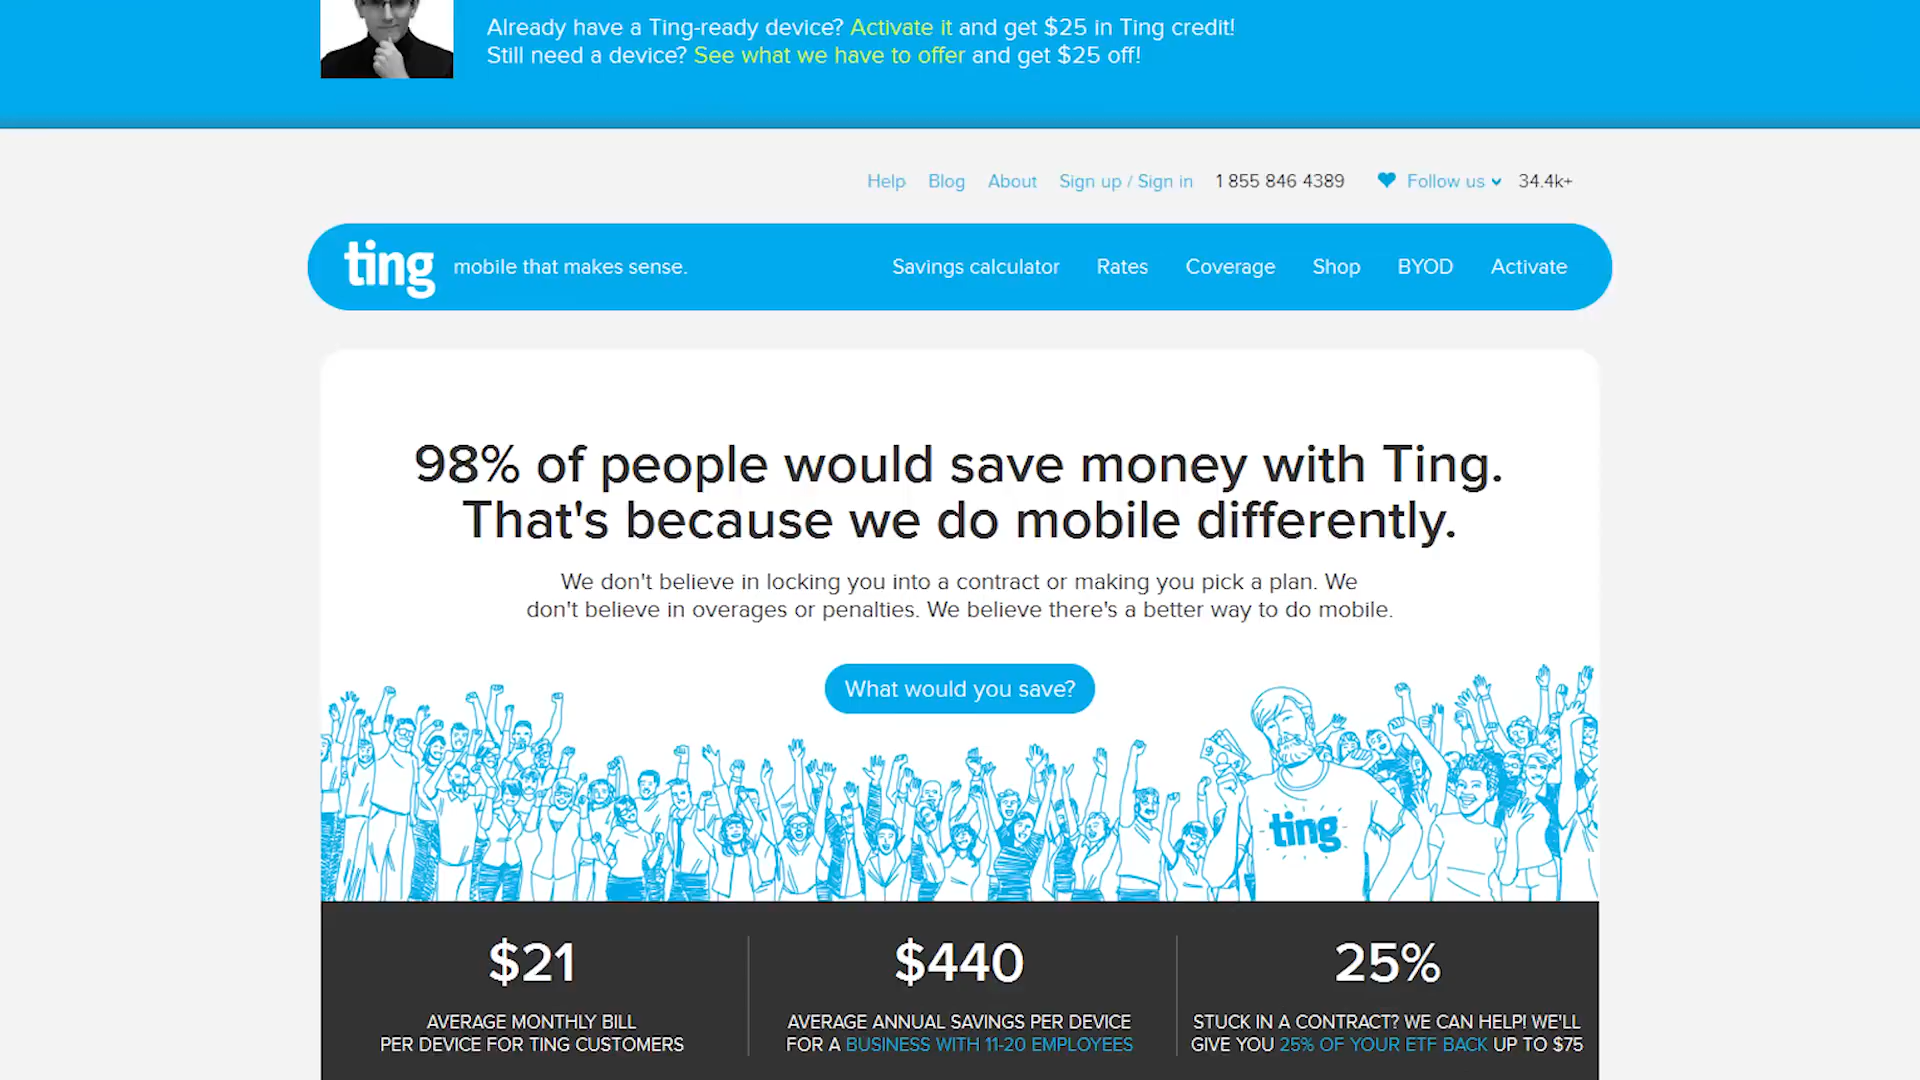 Already have a Ting-ready device? Activate it and get $25 in Ting credit!
Still need a device? See what we have to offer and get $25 off!
Help Blog About Sign up / Sign in 1 855 846 4389 Follow us 34.4k+
ting mobile that makes sense. Savings calculator Rates Coverage Shop BYOD Activate
98% of people would save money with Ting.
That's because we do mobile differently.
We don't believe in locking you into a contract or making you pick a plan. We
don't believe in overages or penalties. We believe there's a better way to do mobile.
What would you save?
ting
$21
AVERAGE MONTHLY BILL
PER DEVICE FOR TING CUSTOMERS
$440
AVERAGE ANNUAL SAVINGS PER DEVICE
FOR A BUSINESS WITH 11-20 EMPLOYEES
25%
STUCK IN A CONTRACT? WE CAN HELP! WE'LL
GIVE YOU 25% OF YOUR ETF BACK UP TO $75